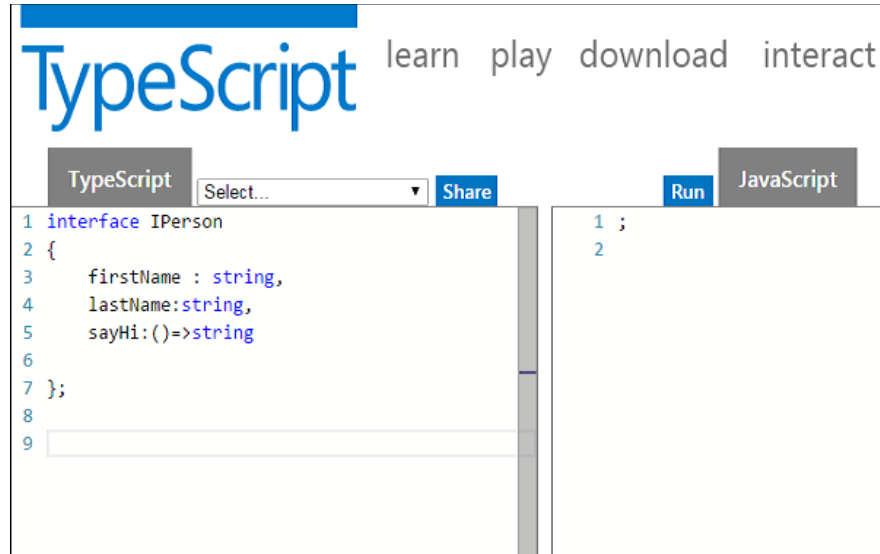 TypeScript learn play download interact
TypeScript Select... Share Run JavaScript
1 interface IPerson
2 {
3 firstName : string,
4 lastName:string,
5 sayHi:()=>string
6
7 };
8
9
1 ;
2